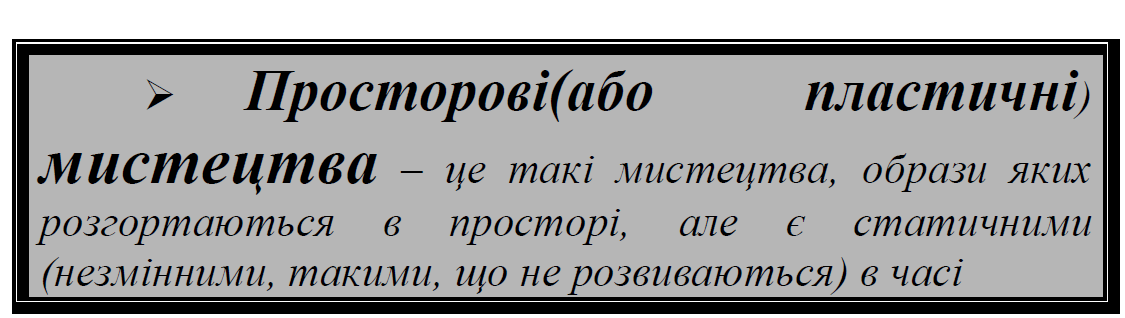 ➢ Просторові(або пластичні)
мистецтва – це такі мистецтва, образи яких
розгортаються в просторі, але є статичними
(незмінними, такими, що не розвиваються) в часі